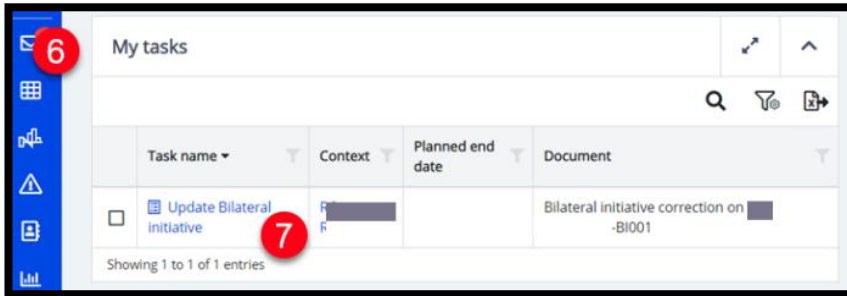 6
My tasks
Task name
Context
Planned end
date
Document
Update Bilateral
initiative
R
R
Bilateral initiative correction on
-BI001
7
Showing 1 to 1 of 1 entries